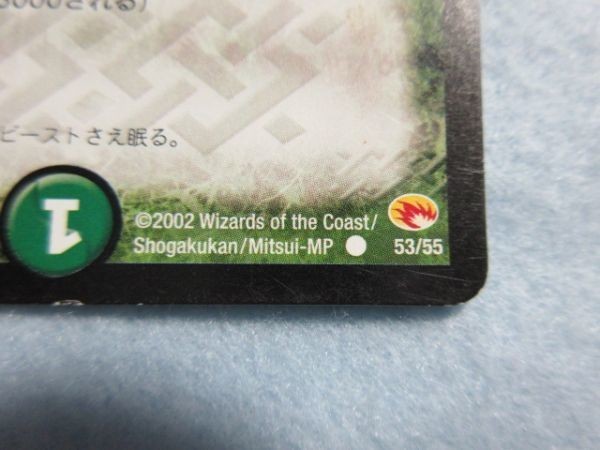 3000される)
ビーストさえ眠る。
1
©2002 Wizards of the Coast/
Shogakukan/Mitsui-MP
53/55